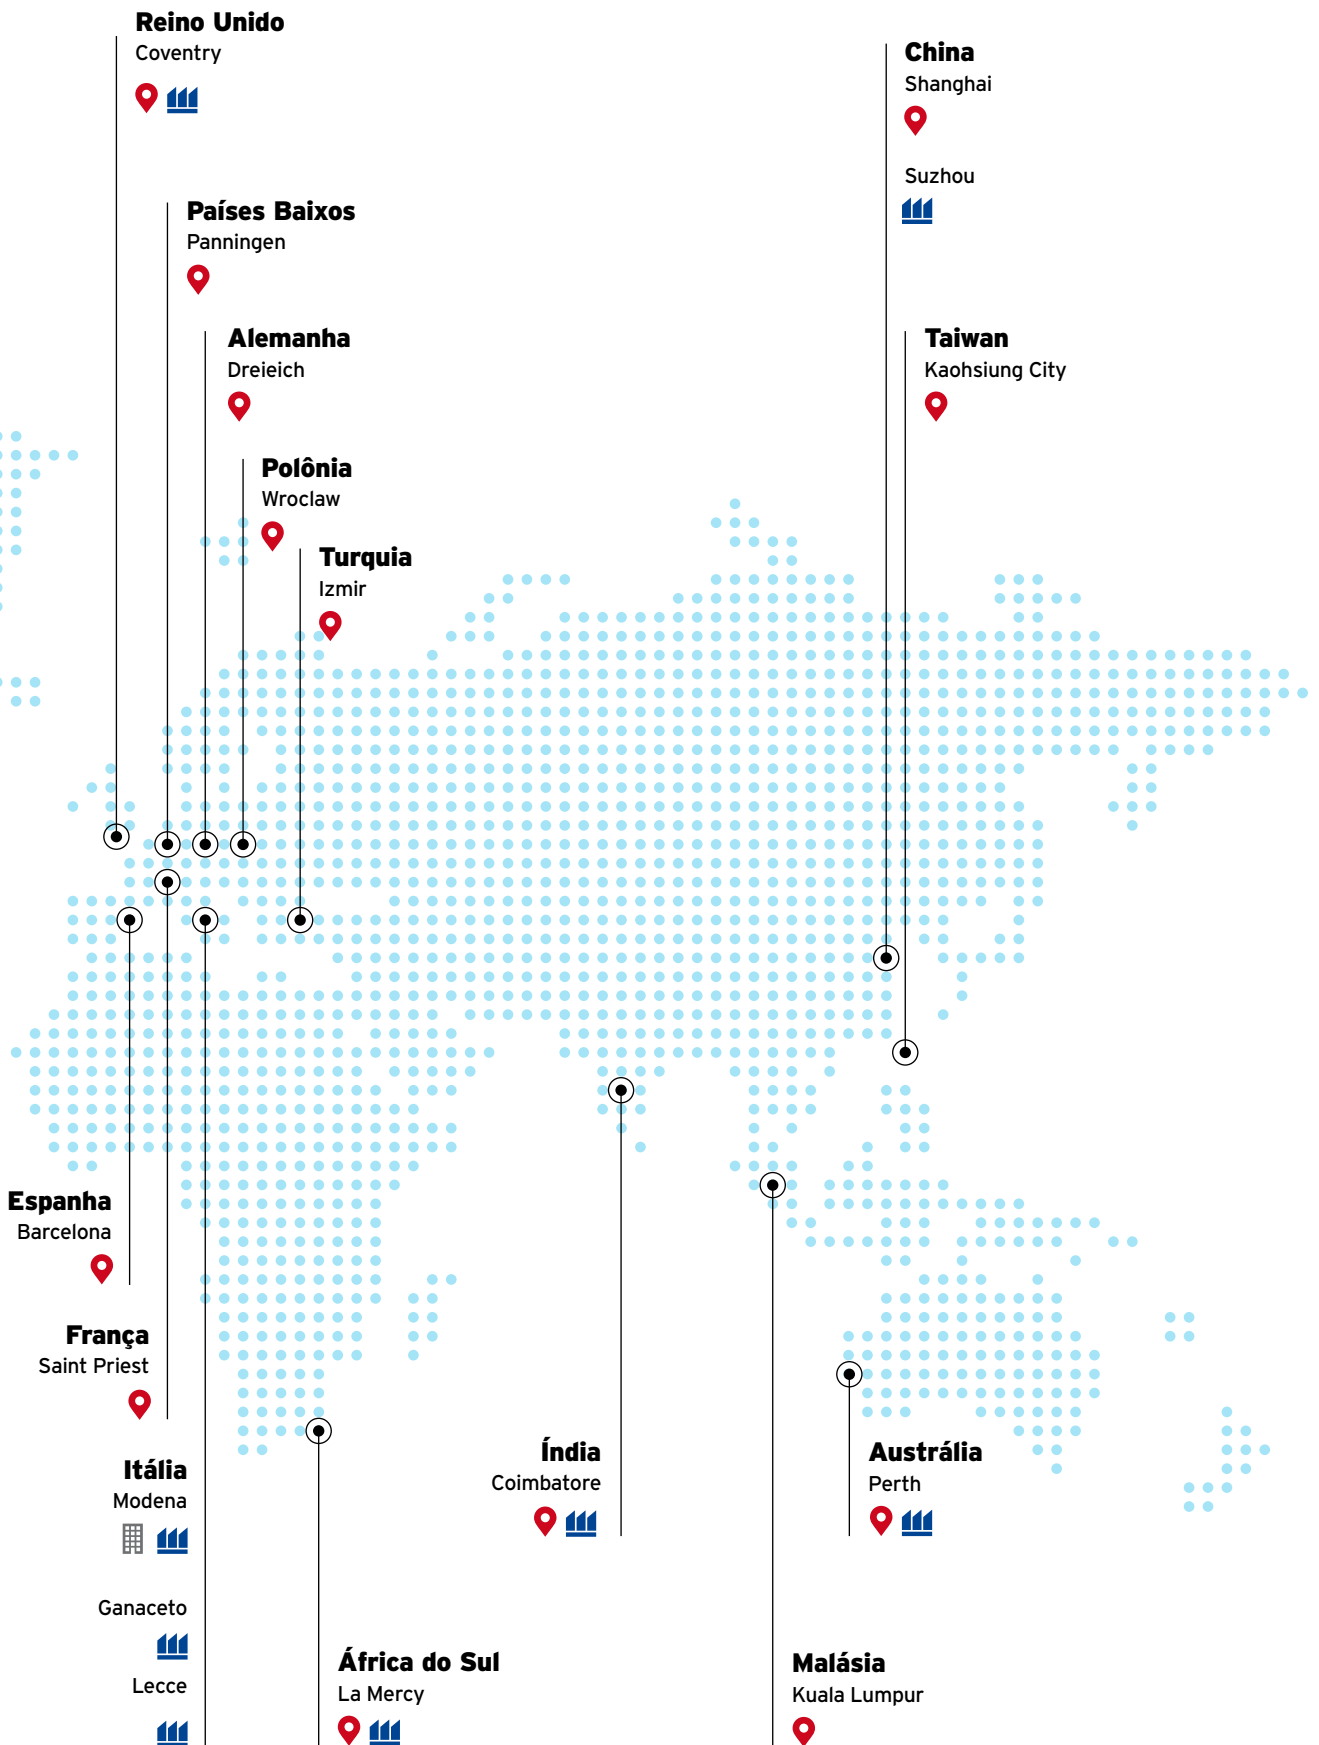 Reino Unido
Coventry
China
Shanghai
Suzhou
Países Baixos
Panningen
Alemanha
Dreieich
Taiwan
Kaohsiung City
Polônia
Wroclaw
Turquia
Izmir
Espanha
Barcelona
França
Saint Priest
Itália
Modena
Ganaceto
Lecce
Índia
Coimbatore
Austrália
Perth
África do Sul
La Mercy
Malásia
Kuala Lumpur